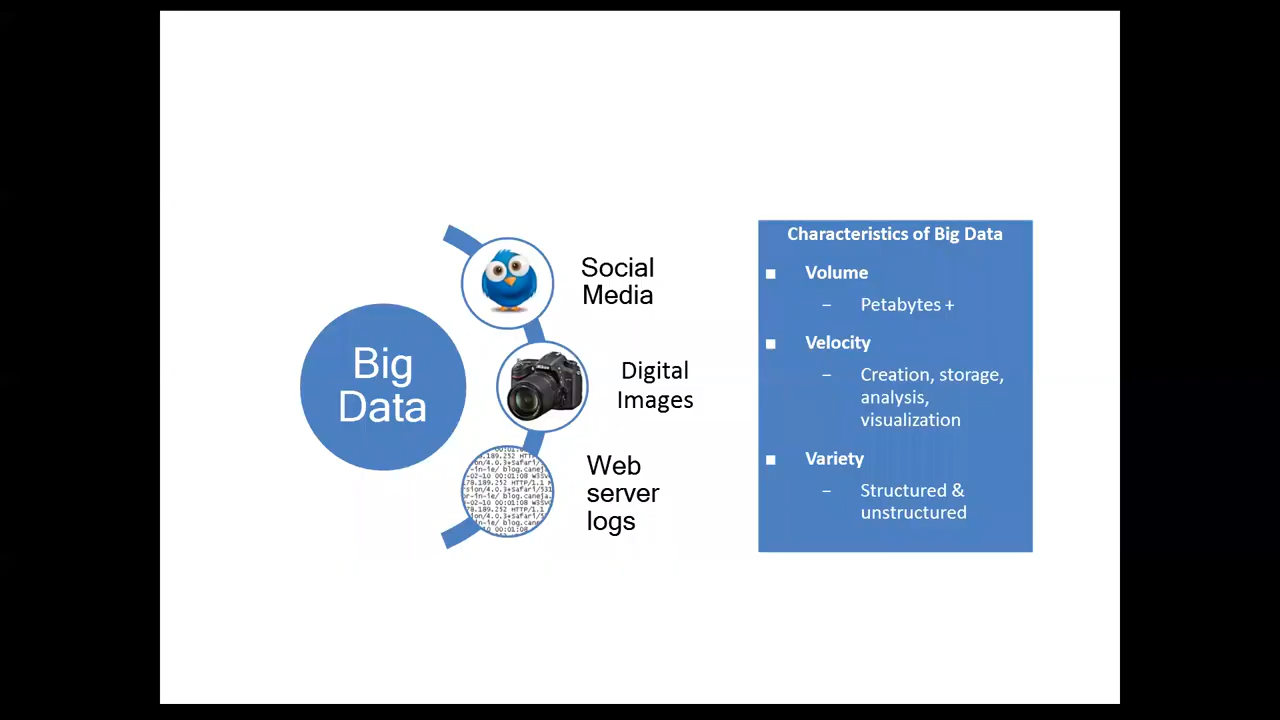 Big
Data
Social
Media
Digital
Images
Web
server
logs
Characteristics of Big Data
■ Volume
– Petabytes +
■ Velocity
– Creation, storage,
analysis,
visualization
■ Variety
– Structured &
unstructured